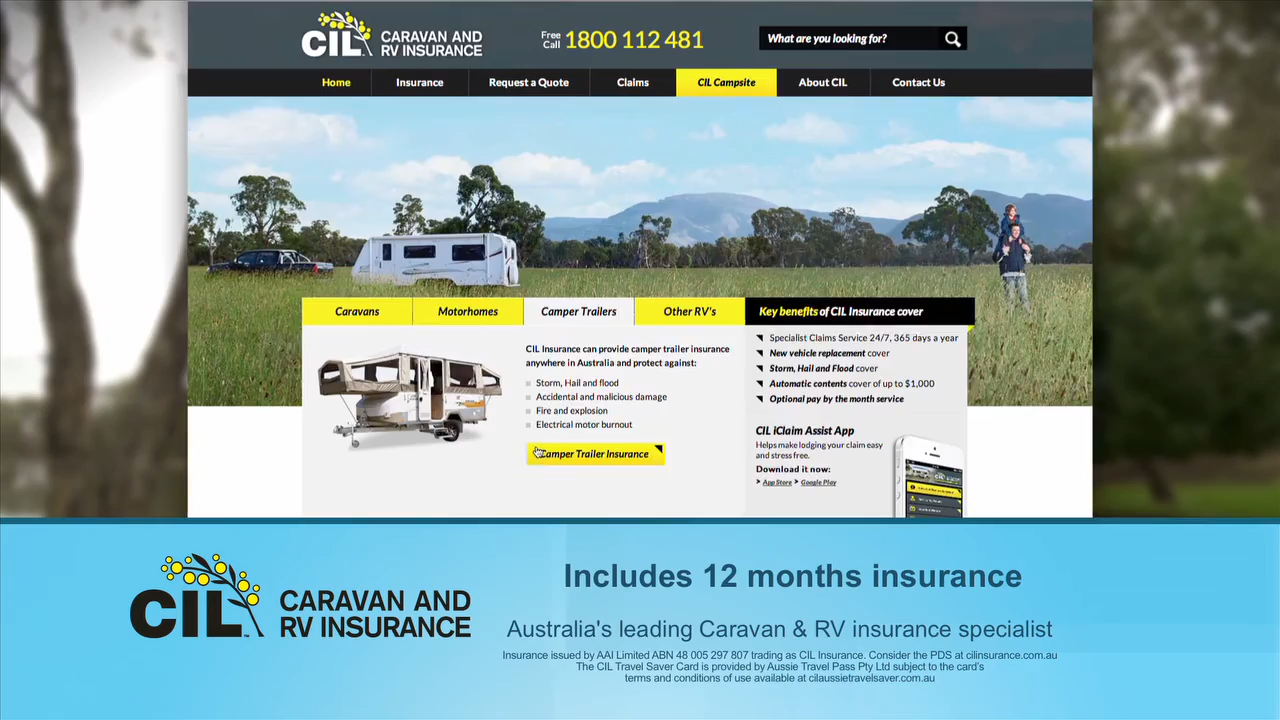 CIL CARAVAN AND
RV INSURANCE
Free
Call 1800 112 481
What are you looking for?
Home Insurance Request a Quote Claims CIL Campsite About CIL Contact Us
Caravans Motorhomes Camper Trailers Other RV's
CIL Insurance can provide camper trailer insurance
anywhere in Australia and protect against:
Storm, Hail and flood
Accidental and malicious damage
Fire and explosion
Electrical motor burnout
Camper Trailer Insurance
Key benefits of CIL Insurance cover
Specialist Claims Service 24/7, 365 days a year
New vehicle replacement cover
Storm, Hail and Flood cover
Automatic contents cover of up to $1,000
Optional pay by the month service
CIL iClaim Assist App
Helps make lodging your claim easy
and stress free.
Download it now:
> App Store > Google Play
CIL™ CARAVAN AND
RV INSURANCE
Includes 12 months insurance
Australia's leading Caravan & RV insurance specialist
Insurance issued by AAI Limited ABN 48 005 297 807 trading as CIL Insurance. Consider the PDS at cilinsurance.com.au
The CIL Travel Saver Card is provided by Aussie Travel Pass Pty Ltd subject to the card's
terms and conditions of use available at cilaussietravelsaver.com.au